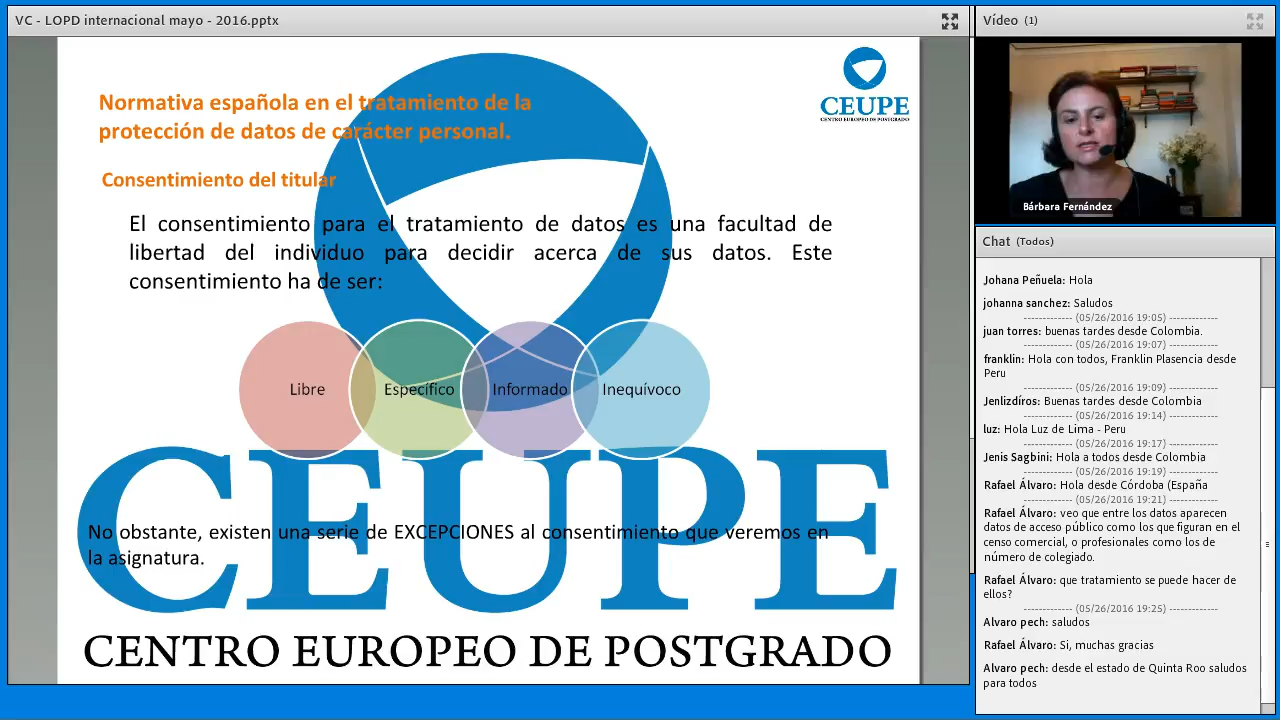 VC - LOPD internacional mayo - 2016.pptx
Normativa española en el tratamiento de la
protección de datos de carácter personal.
CEUPE
CENTRO EUROPEO DE POSTGRADO
Consentimiento del titular
El consentimiento para el tratamiento de datos es una facultad de
libertad del individuo para decidir acerca de sus datos. Este
consentimiento ha de ser:
Libre
Específico
Informado
Inequívoco
CEUPE
No obstante, existen una serie de EXCEPCIONES al consentimiento que veremos en
la asignatura.
CENTRO EUROPEO DE POSTGRADO
Vídeo (1)
Bárbara Fernández
Chat (Todos)
Johana Peñuela: Hola
johanna sanchez: Saludos
------------ (05/26/2016 19:05) ------------
juan torres: buenas tardes desde Colombia.
------------ (05/26/2016 19:07) ------------
franklin: Hola con todos, Franklin Plasencia desde
Peru
------------ (05/26/2016 19:09) ------------
Jenlizdíros: Buenas tardes desde Colombia
------------ (05/26/2016 19:14) ------------
luz: Hola Luz de Lima - Peru
------------ (05/26/2016 19:17) ------------
Jenis Sagbini: Hola a todos desde Colombia
------------ (05/26/2016 19:19) ------------
Rafael Álvaro: Hola desde Córdoba (España
------------ (05/26/2016 19:21) ------------
Rafael Álvaro: veo que entre los datos aparecen
datos de acceso público como los que figuran en el
censo comercial, o profesionales como los de
número de colegiado.
Rafael Álvaro: que tratamiento se puede hacer de
ellos?
------------ (05/26/2016 19:25) ------------
Alvaro pech: saludos
Rafael Álvaro: Si, muchas gracias
Alvaro pech: desde el estado de Quinta Roo saludos
para todos